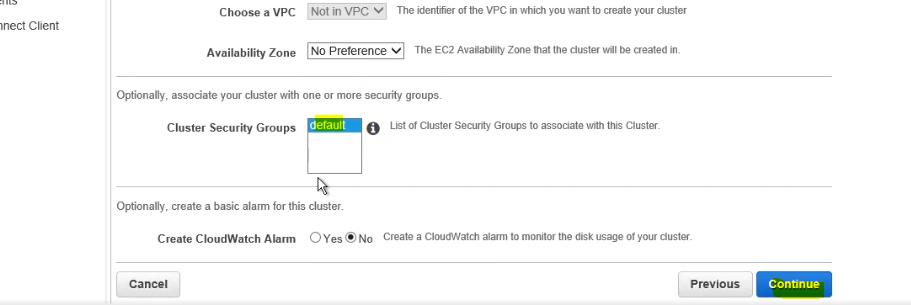 Choose a VPC Not in VPC The identifier of the VPC in which you want to create your cluster
nnect Client
Availability Zone No Preference The EC2 Availability Zone that the cluster will be created in.
Optionally, associate your cluster with one or more security groups.
Cluster Security Groups default List of Cluster Security Groups to associate with this Cluster.
Optionally, create a basic alarm for this cluster.
Create CloudWatch Alarm Yes No Create a CloudWatch alarm to monitor the disk usage of your cluster.
Cancel Previous Continue